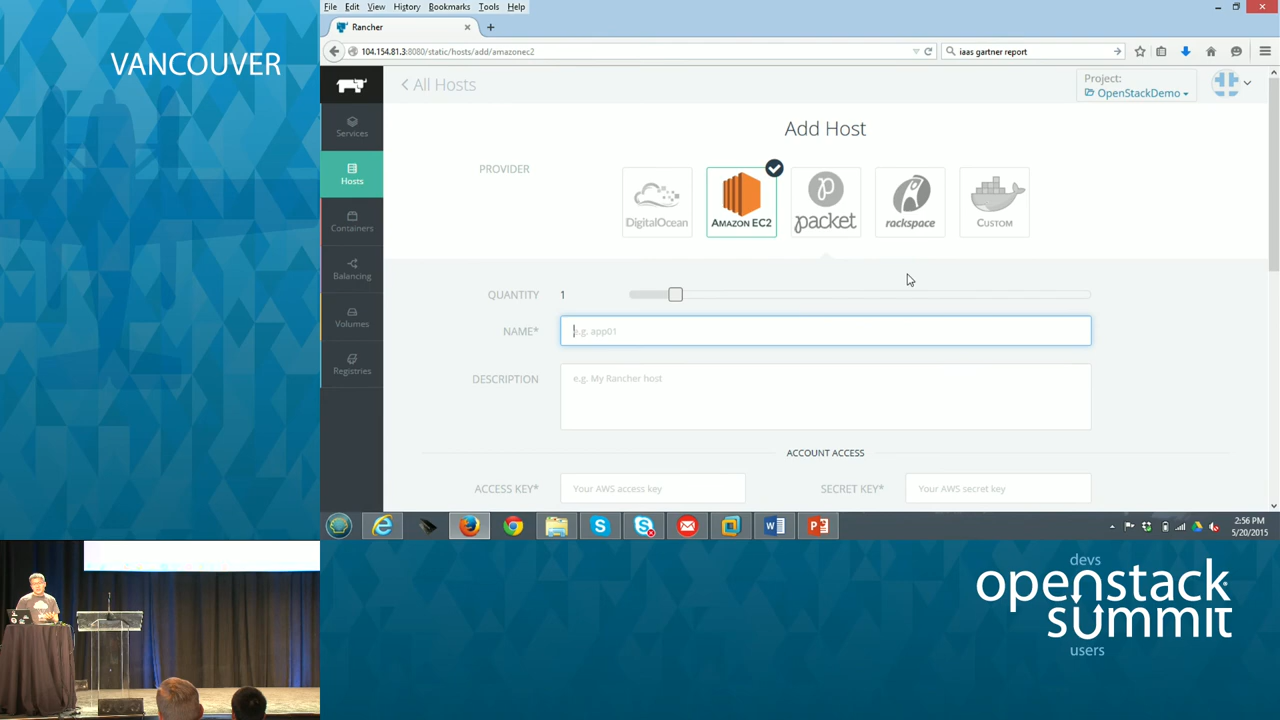 VANCOUVER
File Edit View History Bookmarks Tools Help
Rancher
104.154.81.3:8080/static/hosts/add/amazonec2
iaas gartner report
All Hosts
Project:
OpenStackDemo
Services
Hosts
Containers
Balancing
Volumes
Registries
Add Host
PROVIDER
DigitalOcean
AMAZON EC2
packet
rackspace
CUSTOM
QUANTITY 1
NAME* e.g. app01
DESCRIPTION e.g. My Rancher host
ACCOUNT ACCESS
ACCESS KEY* Your AWS access key SECRET KEY* Your AWS secret key
2:56 PM
5/20/2015
devs
openstack
summit
users